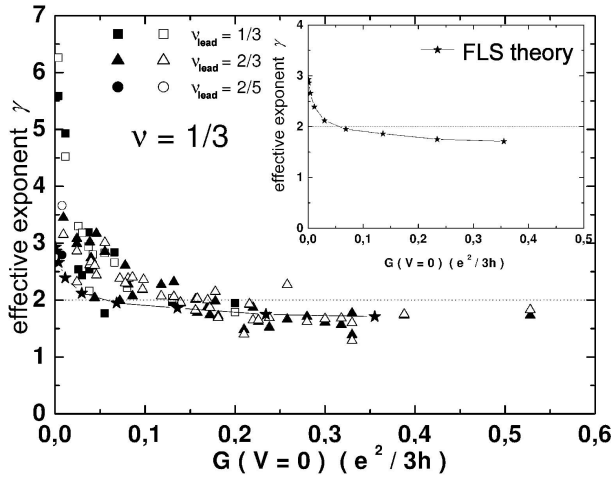 effective exponent γ
7
6
5
4
3
2
1
0
0,0 0,1 0,2 0,3 0,4 0,5 0,6
G ( V = 0 ) ( e² / 3h )
ν_lead = 1/3
ν_lead = 2/3
ν_lead = 2/5
ν = 1/3
effective exponent γ
4
3
2
1
0
0,0 0,1 0,2 0,3 0,4 0,5
G ( V = 0 ) ( e² / 3h )
FLS theory